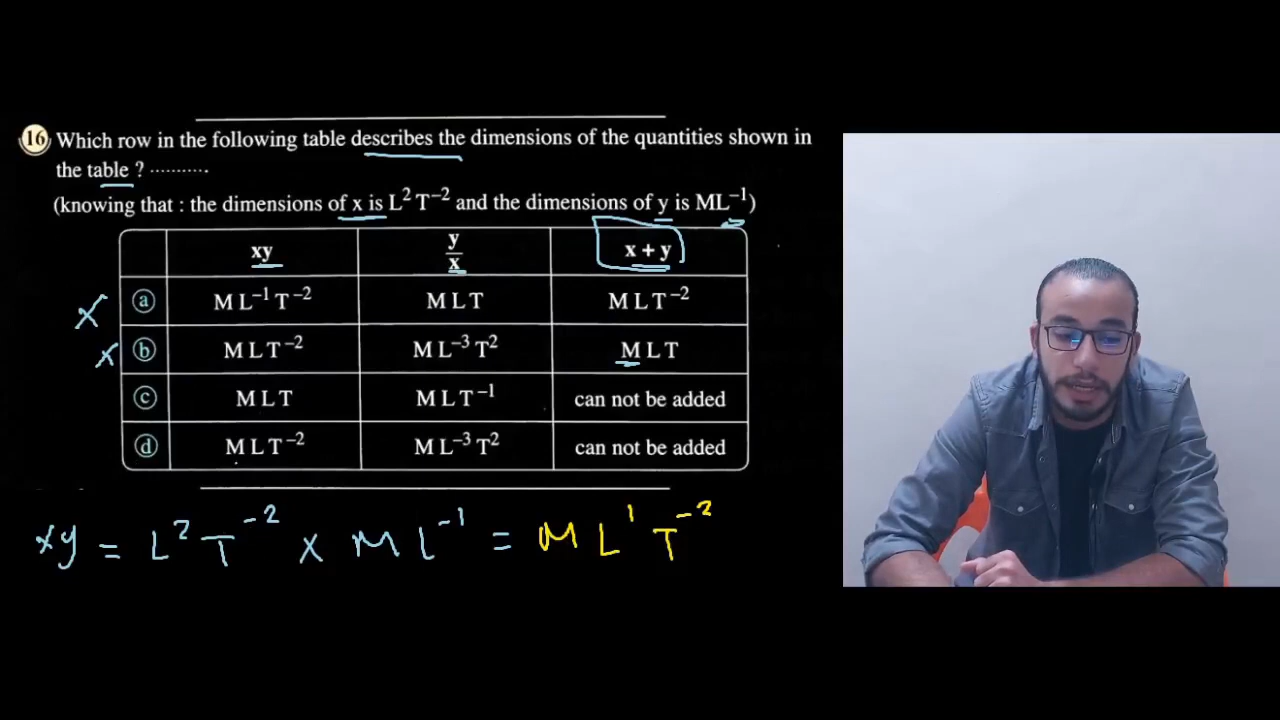 16 Which row in the following table describes the dimensions of the quantities shown in
the table ? ..........
(knowing that : the dimensions of x is L² T⁻² and the dimensions of y is ML⁻¹)
xy y/x x + y
a M L⁻¹ T⁻² M L T M L T⁻²
b M L T⁻² M L⁻³ T² M L T
c M L T M L T⁻¹ can not be added
d M L T⁻² M L⁻³ T² can not be added
xy = L² T⁻² x M L⁻¹ = M L¹ T⁻²